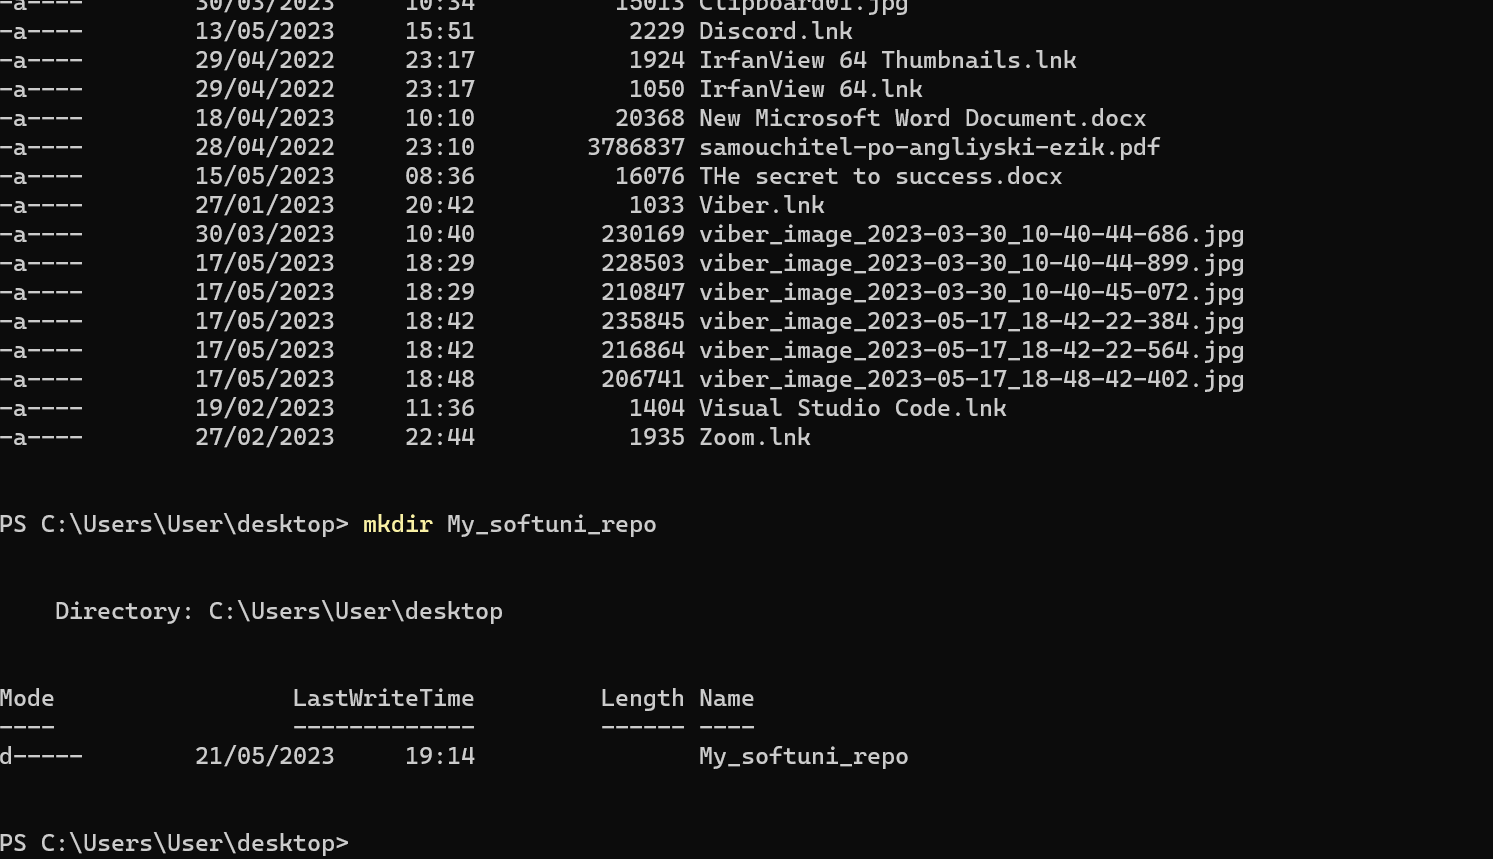 -a---- 30/03/2023 10:34 15013 Clipboard01.jpg
-a---- 13/05/2023 15:51 2229 Discord.lnk
-a---- 29/04/2022 23:17 1924 IrfanView 64 Thumbnails.lnk
-a---- 29/04/2022 23:17 1050 IrfanView 64.lnk
-a---- 18/04/2023 10:10 20368 New Microsoft Word Document.docx
-a---- 28/04/2022 23:10 3786837 samouchitel-po-angliyski-ezik.pdf
-a---- 15/05/2023 08:36 16076 THe secret to success.docx
-a---- 27/01/2023 20:42 1033 Viber.lnk
-a---- 30/03/2023 10:40 230169 viber_image_2023-03-30_10-40-44-686.jpg
-a---- 17/05/2023 18:29 228503 viber_image_2023-03-30_10-40-44-899.jpg
-a---- 17/05/2023 18:29 210847 viber_image_2023-03-30_10-40-45-072.jpg
-a---- 17/05/2023 18:42 235845 viber_image_2023-05-17_18-42-22-384.jpg
-a---- 17/05/2023 18:42 216864 viber_image_2023-05-17_18-42-22-564.jpg
-a---- 17/05/2023 18:48 206741 viber_image_2023-05-17_18-48-42-402.jpg
-a---- 19/02/2023 11:36 1404 Visual Studio Code.lnk
-a---- 27/02/2023 22:44 1935 Zoom.lnk
PS C:\Users\User\desktop> mkdir My_softuni_repo
Directory: C:\Users\User\desktop
Mode LastWriteTime Length Name
---- ------------- ------ ----
d----- 21/05/2023 19:14 My_softuni_repo
PS C:\Users\User\desktop>